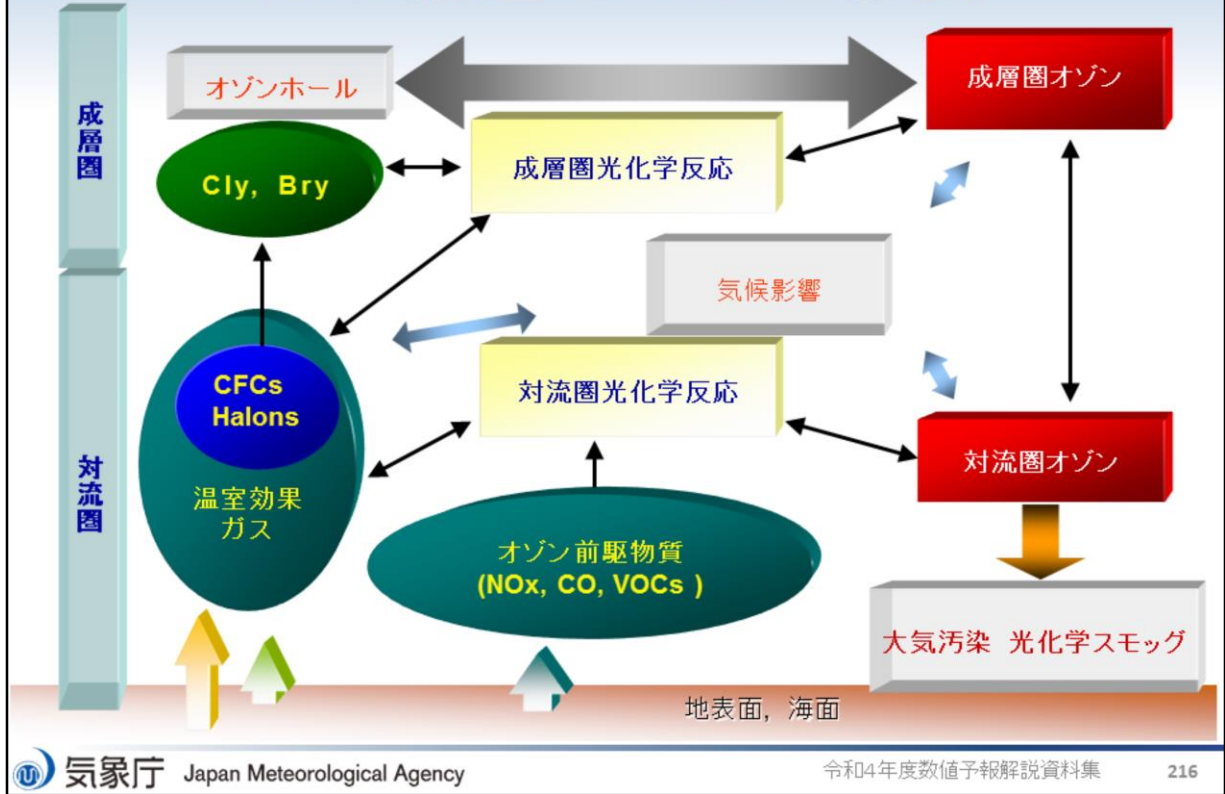 成層圏
オゾンホール
成層圏オゾン
Cly, Bry
成層圏光化学反応
気候影響
対流圏
CFCs
Halons
温室効果
ガス
対流圏光化学反応
対流圏オゾン
オゾン前駆物質
(NOx, CO, VOCs )
大気汚染 光化学スモッグ
地表面, 海面
気象庁 Japan Meteorological Agency
令和4年度数値予報解説資料集
216